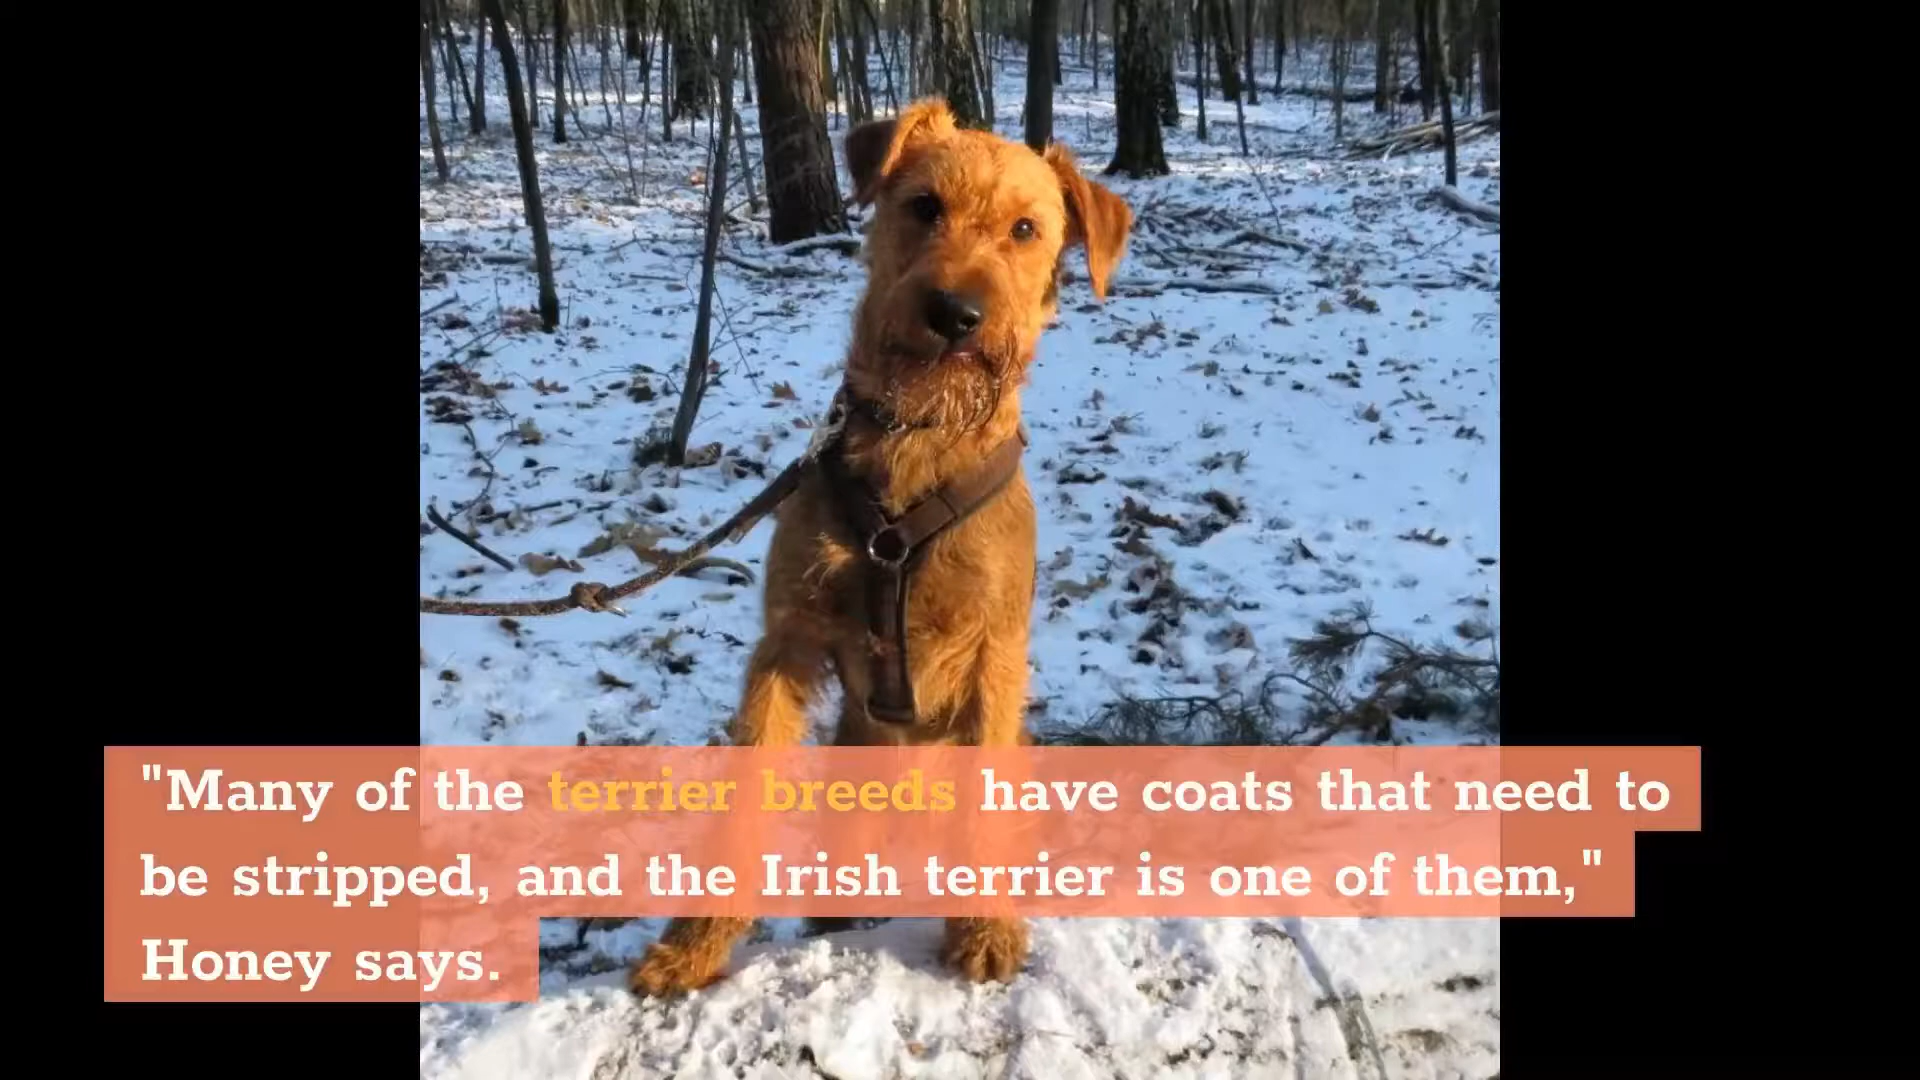 "Many of the terrier breeds have coats that need to
be stripped, and the Irish terrier is one of them,"
Honey says.